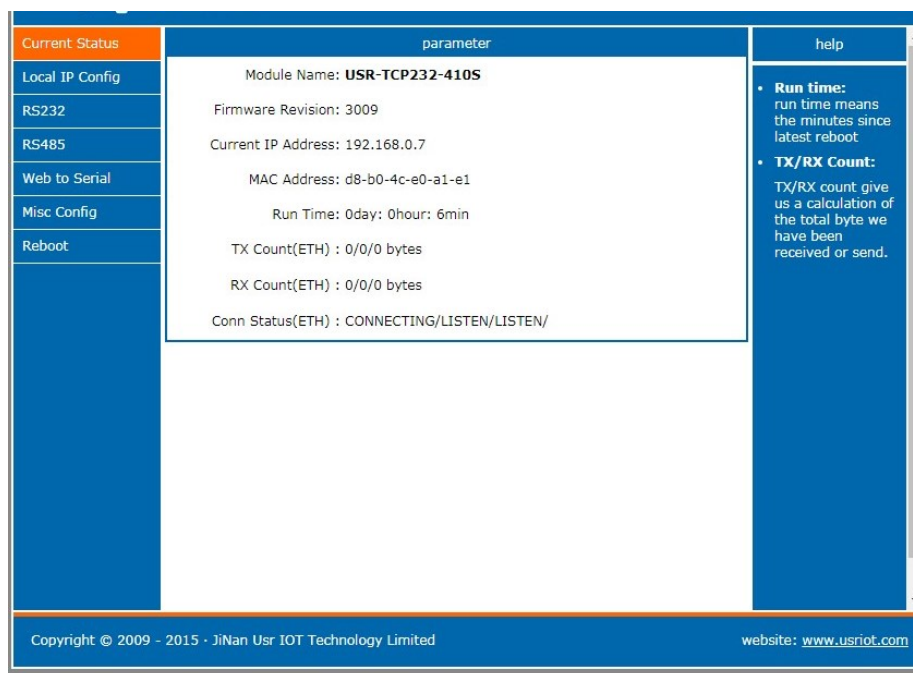 Current Status
Local IP Config
RS232
RS485
Web to Serial
Misc Config
Reboot
parameter
Module Name: USR-TCP232-410S
Firmware Revision: 3009
Current IP Address: 192.168.0.7
MAC Address: d8-b0-4c-e0-a1-e1
Run Time: 0day: 0hour: 6min
TX Count(ETH) : 0/0/0 bytes
RX Count(ETH) : 0/0/0 bytes
Conn Status(ETH) : CONNECTING/LISTEN/LISTEN/
help
• Run time:
run time means
the minutes since
latest reboot
• TX/RX Count:
TX/RX count give
us a calculation of
the total byte we
have been
received or send.
Copyright © 2009 - 2015 · JiNan Usr IOT Technology Limited
website: www.usriot.com